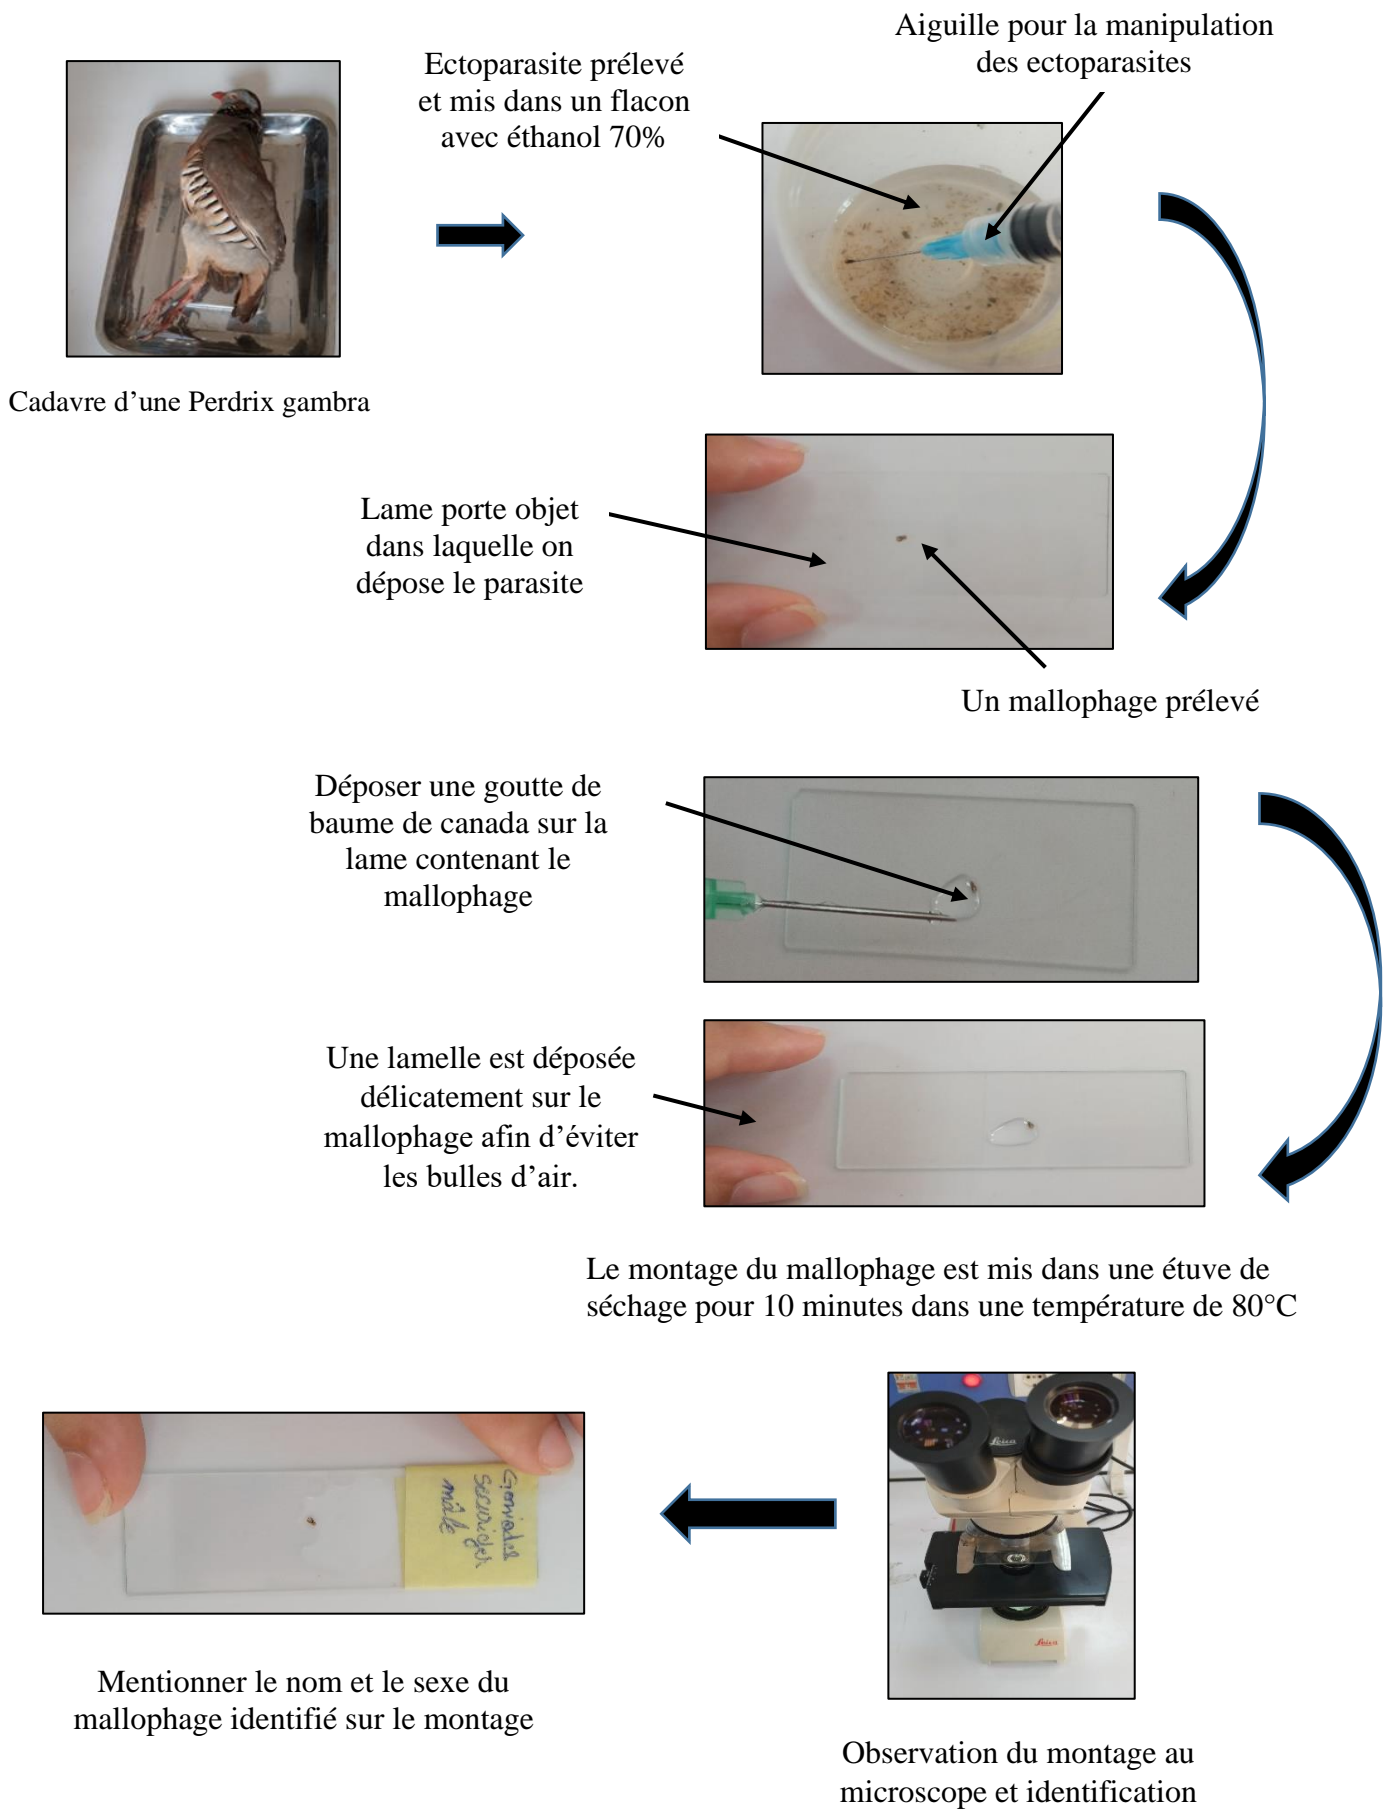 Aiguille pour la manipulation
des ectoparasites
Ectoparasite prélevé
et mis dans un flacon
avec éthanol 70%
Cadavre d’une Perdrix gambra
Lame porte objet
dans laquelle on
dépose le parasite
Un mallophage prélevé
Déposer une goutte de
baume de canada sur la
lame contenant le
mallophage
Une lamelle est déposée
délicatement sur le
mallophage afin d’éviter
les bulles d’air.
Le montage du mallophage est mis dans une étuve de
séchage pour 10 minutes dans une température de 80°C
Leica
Leica
Goniodes
securiger
mâle
Mentionner le nom et le sexe du
mallophage identifié sur le montage
Observation du montage au
microscope et identification